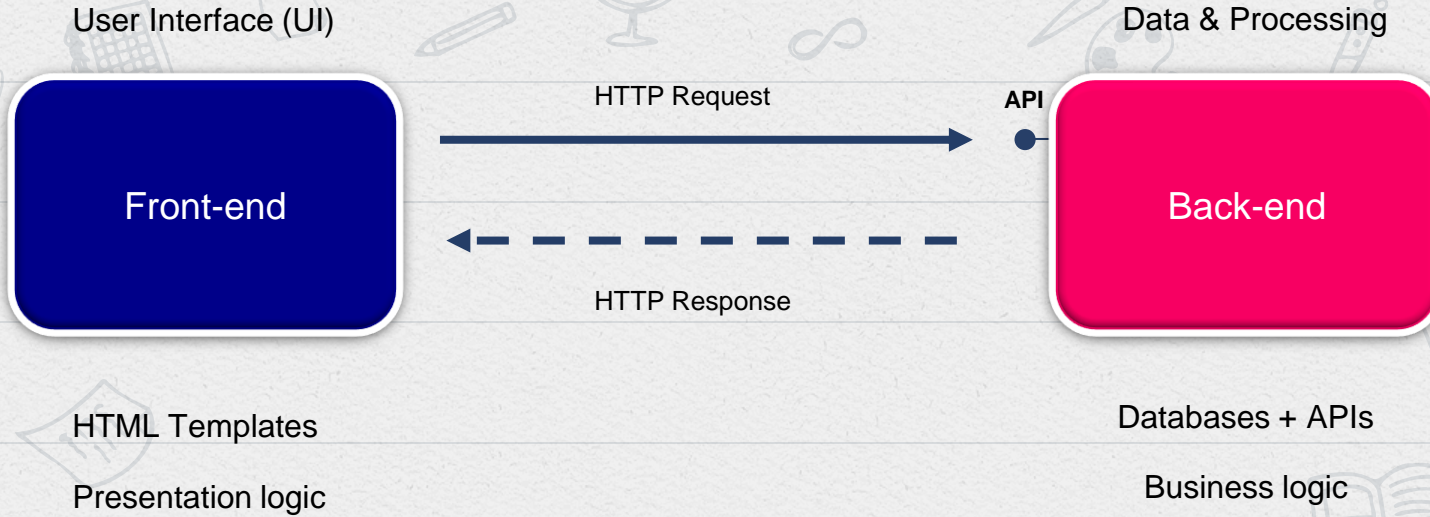 User Interface (UI)
Data & Processing
HTTP Request
API
Front-end
Back-end
HTTP Response
HTML Templates
Databases + APIs
Presentation logic
Business logic